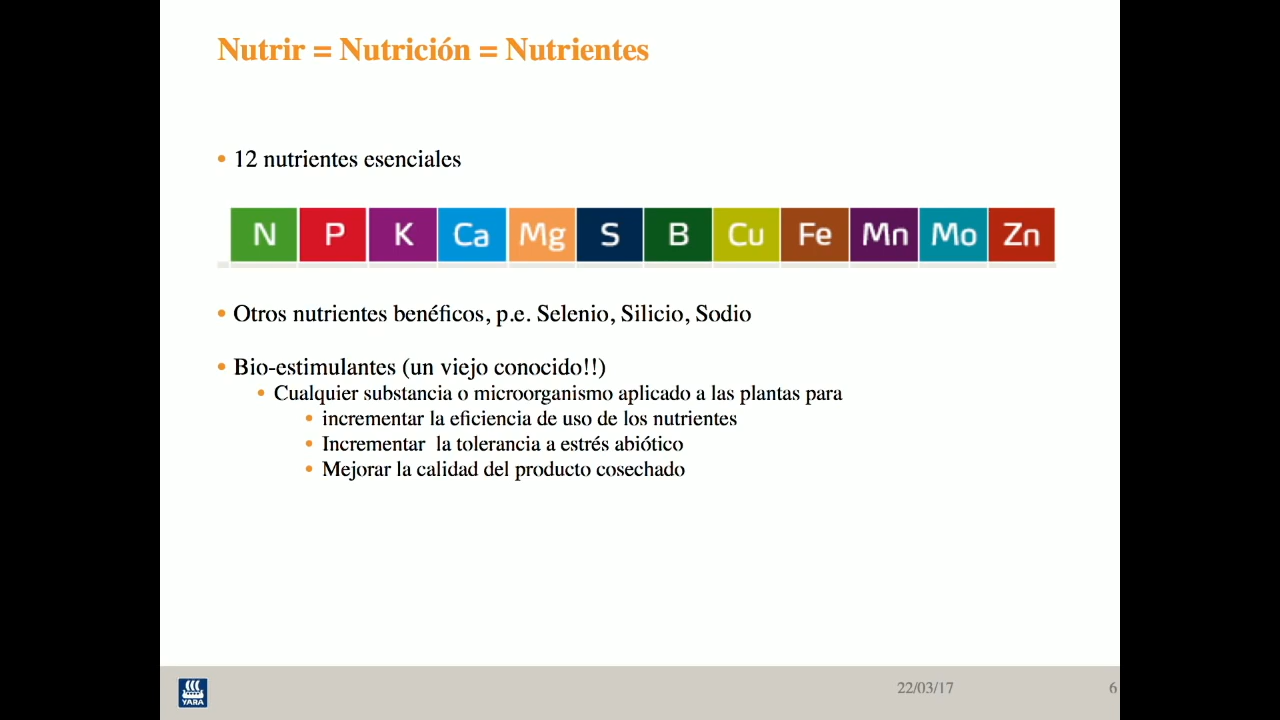 Nutrir = Nutrición = Nutrientes
• 12 nutrientes esenciales
N P K Ca Mg S B Cu Fe Mn Mo Zn
• Otros nutrientes benéficos, p.e. Selenio, Silicio, Sodio
• Bio-estimulantes (un viejo conocido!!)
• Cualquier substancia o microorganismo aplicado a las plantas para
• incrementar la eficiencia de uso de los nutrientes
• Incrementar  la tolerancia a estrés abiótico
• Mejorar la calidad del producto cosechado
YARA
22/03/17 6